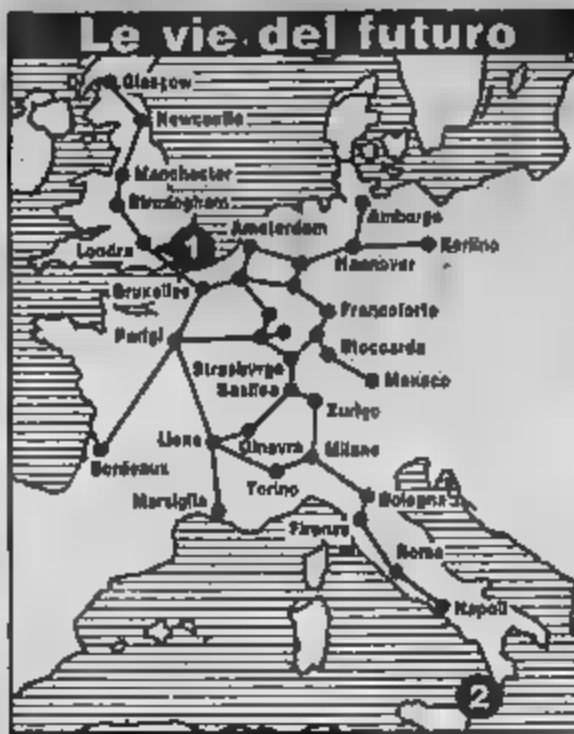 Le vie del futuro
Glasgow
Newcastle
Manchester
Birmingham
Amsterdam
Amburgo
Londra
1
Berlino
Hannover
Bruxelles
Francoforte
Parigi
Stoccarda
Strasburgo
Monaco
Basilea
Zurigo
Lione
Ginevra
Milano
Bordeaux
Torino
Marsiglia
Bologna
Firenze
Roma
Napoli
2